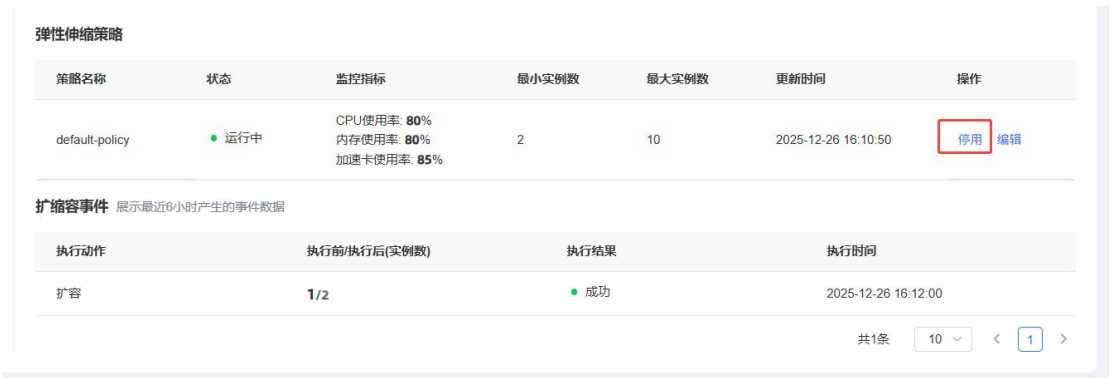 弹性伸缩策略
策略名称 状态 监控指标 最小实例数 最大实例数 更新时间 操作
CPU使用率: 80%
default-policy 运行中 内存使用率: 80% 2 10 2025-12-26 16:10:50 停用 编辑
加速卡使用率: 85%
扩缩容事件 展示最近6小时产生的事件数据
执行动作 执行前/执行后(实例数) 执行结果 执行时间
扩容 1/2 成功 2025-12-26 16:12:00
共1条 10 1